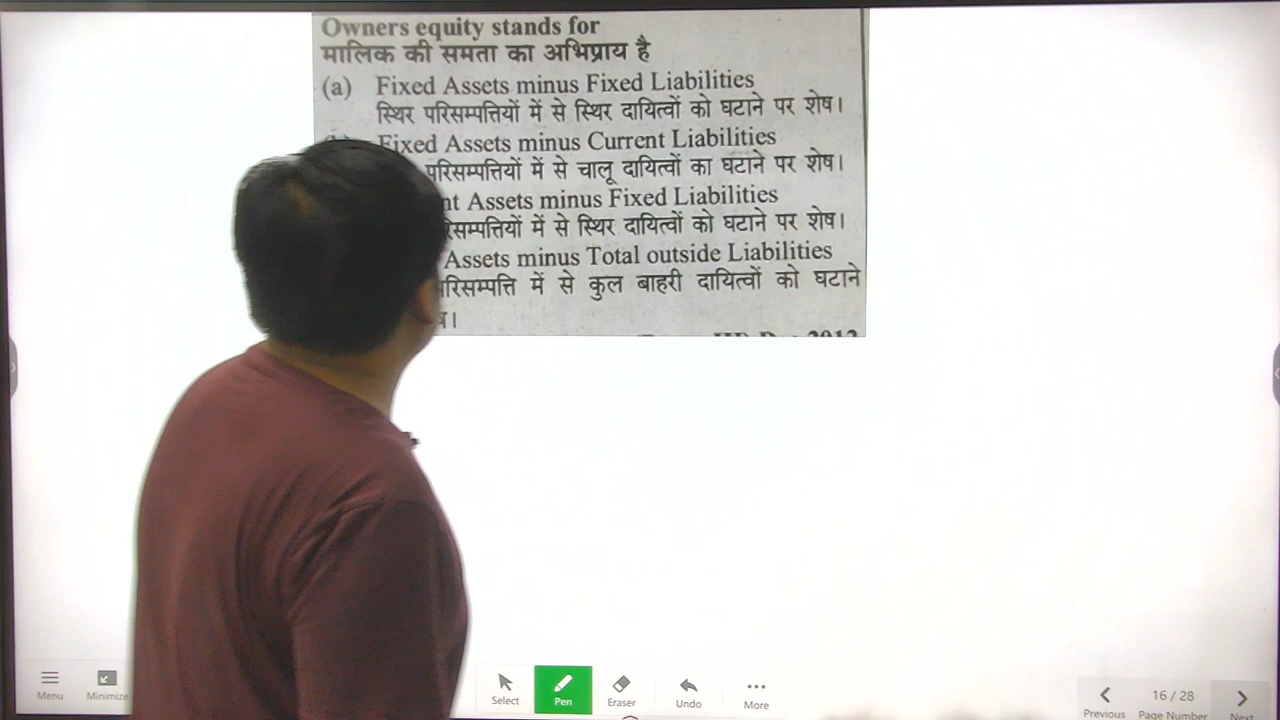 Owners equity stands for
मालिक की समता का अभिप्राय है
(a) Fixed Assets minus Fixed Liabilities
स्थिर परिसम्पत्तियों में से स्थिर दायित्वों को घटाने पर शेष।
Fixed Assets minus Current Liabilities
परिसम्पत्तियों में से चालू दायित्वों का घटाने पर शेष।
nt Assets minus Fixed Liabilities
रिसम्पत्तियों में से स्थिर दायित्वों को घटाने पर शेष।
Assets minus Total outside Liabilities
रिसम्पत्ति में से कुल बाहरी दायित्वों को घटाने
Menu
Minimize
Select
Pen
Eraser
Undo
More
Previous
16 / 28
Page Number
Next